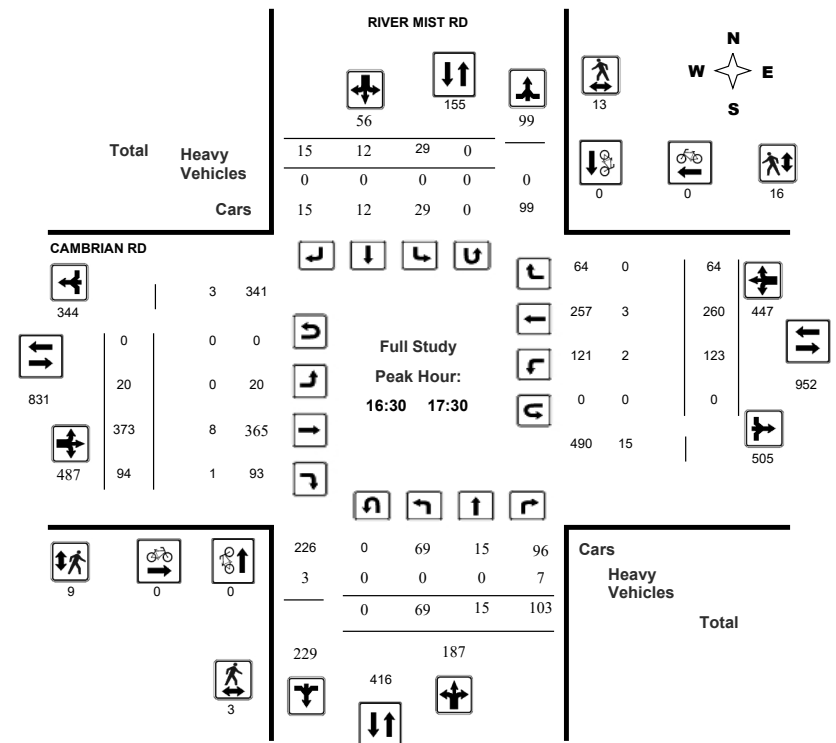 RIVER MIST RD
N
W E
S
155
13
56
99
Total
Heavy
Vehicles
15 12 29 0
0 0 0 0 0
Cars
15 12 29 0 99
0 0 16
CAMBRIAN RD
344
3 341
64 0 64
447
257 3 260
0 0 0
831
Full Study
Peak Hour:
16:30 17:30
121 2 123
952
20 0 20
0 0 0
373 8 365
487
94 1 93
490 15
505
9 0 0
226 0 69 15 96
Cars
3 0 0 0 7
Heavy
Vehicles
0 69 15 103
Total
229
187
416
3